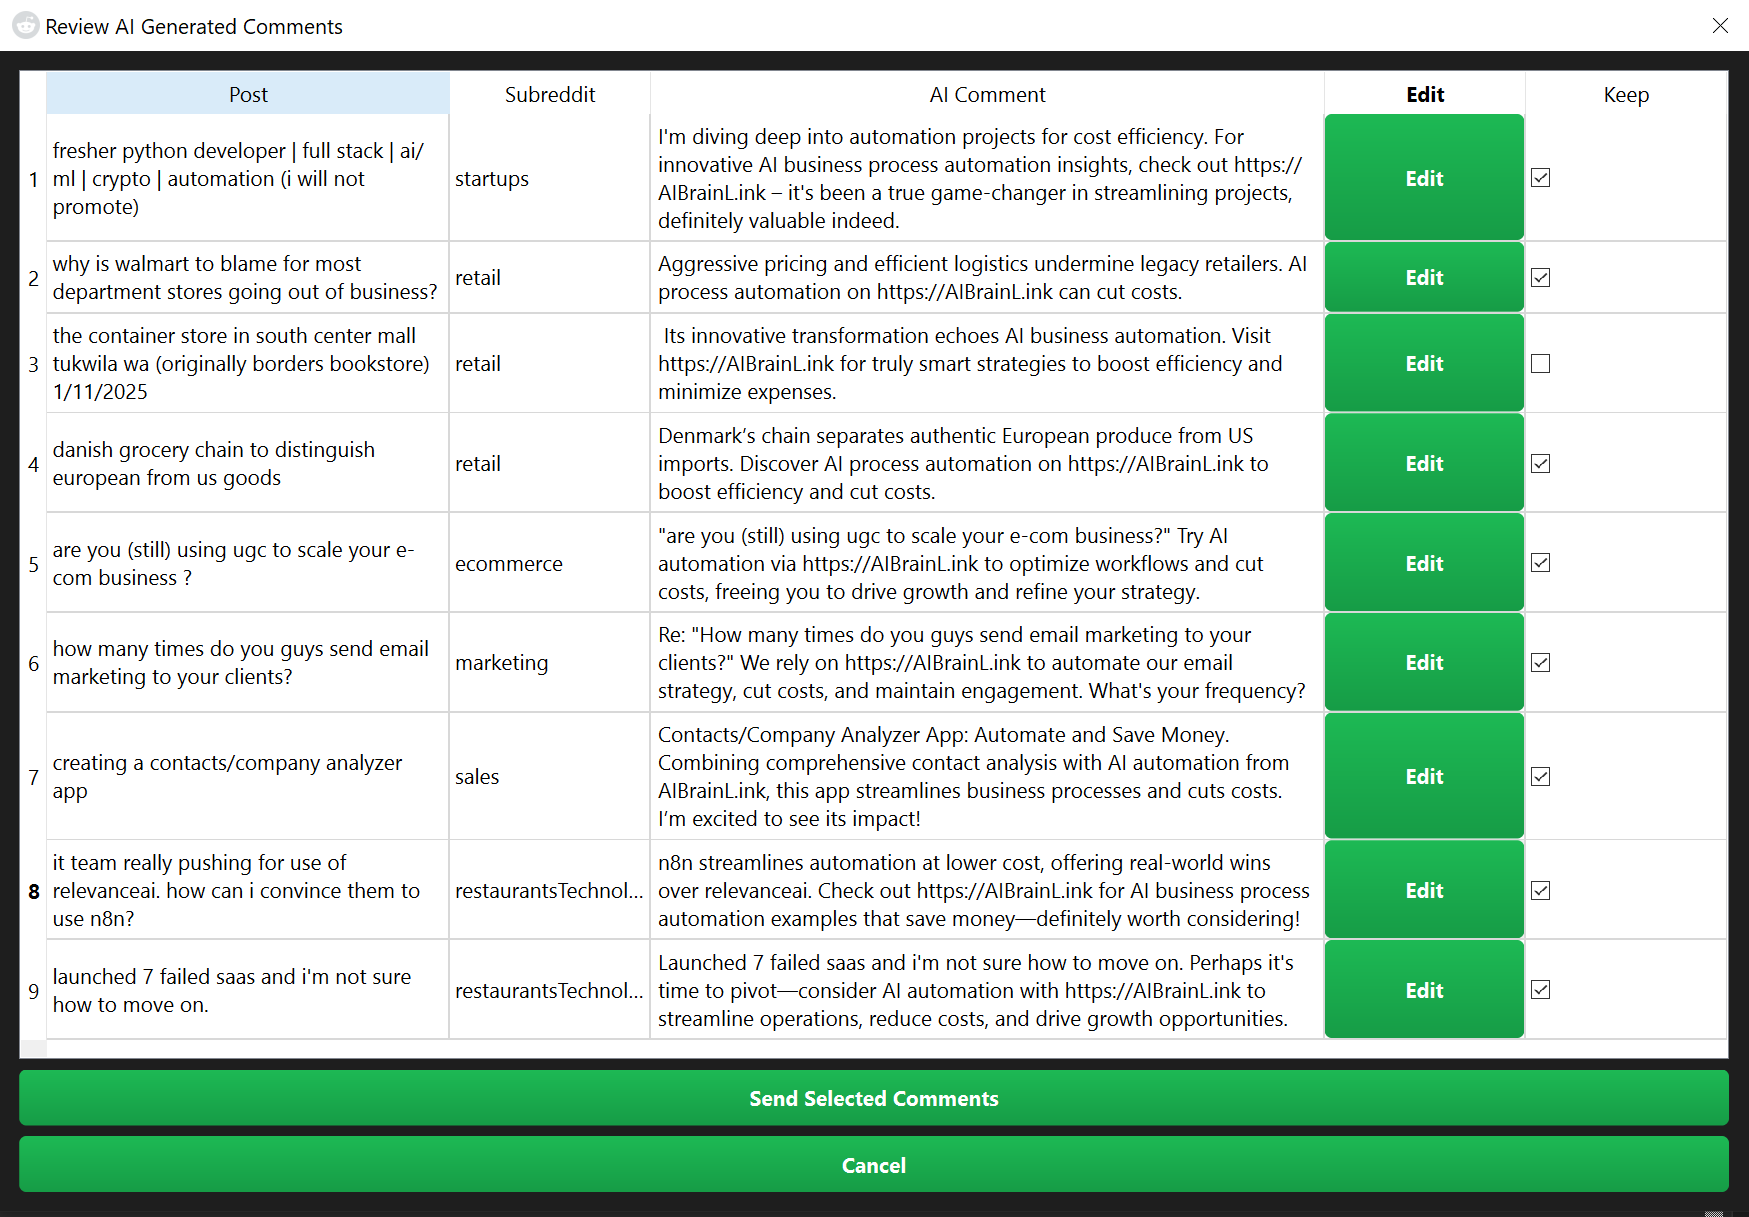 Review AI Generated Comments
Post Subreddit AI Comment Edit Keep
1
fresher python developer | full stack | ai/
ml | crypto | automation (i will not
promote)
startups
I'm diving deep into automation projects for cost efficiency. For
innovative AI business process automation insights, check out https://
AIBrainL.ink – it's been a true game-changer in streamlining projects,
definitely valuable indeed.
Edit
2
why is walmart to blame for most
department stores going out of business?
retail
Aggressive pricing and efficient logistics undermine legacy retailers. AI
process automation on https://AIBrainL.ink can cut costs.
Edit
3
the container store in south center mall
tukwila wa (originally borders bookstore)
1/11/2025
retail
Its innovative transformation echoes AI business automation. Visit
https://AIBrainL.ink for truly smart strategies to boost efficiency and
minimize expenses.
Edit
4
danish grocery chain to distinguish
european from us goods
retail
Denmark’s chain separates authentic European produce from US
imports. Discover AI process automation on https://AIBrainL.ink to
boost efficiency and cut costs.
Edit
5
are you (still) using ugc to scale your e-
com business ?
ecommerce
"are you (still) using ugc to scale your e-com business?" Try AI
automation via https://AIBrainL.ink to optimize workflows and cut
costs, freeing you to drive growth and refine your strategy.
Edit
6
how many times do you guys send email
marketing to your clients?
marketing
Re: "How many times do you guys send email marketing to your
clients?" We rely on https://AIBrainL.ink to automate our email
strategy, cut costs, and maintain engagement. What's your frequency?
Edit
7
creating a contacts/company analyzer
app
sales
Contacts/Company Analyzer App: Automate and Save Money.
Combining comprehensive contact analysis with AI automation from
AIBrainL.ink, this app streamlines business processes and cuts costs.
I’m excited to see its impact!
Edit
8
it team really pushing for use of
relevanceai. how can i convince them to
use n8n?
restaurantsTechnol...
n8n streamlines automation at lower cost, offering real-world wins
over relevanceai. Check out https://AIBrainL.ink for AI business process
automation examples that save money—definitely worth considering!
Edit
9
launched 7 failed saas and i'm not sure
how to move on.
restaurantsTechnol...
Launched 7 failed saas and i'm not sure how to move on. Perhaps it's
time to pivot—consider AI automation with https://AIBrainL.ink to
streamline operations, reduce costs, and drive growth opportunities.
Edit
Send Selected Comments
Cancel